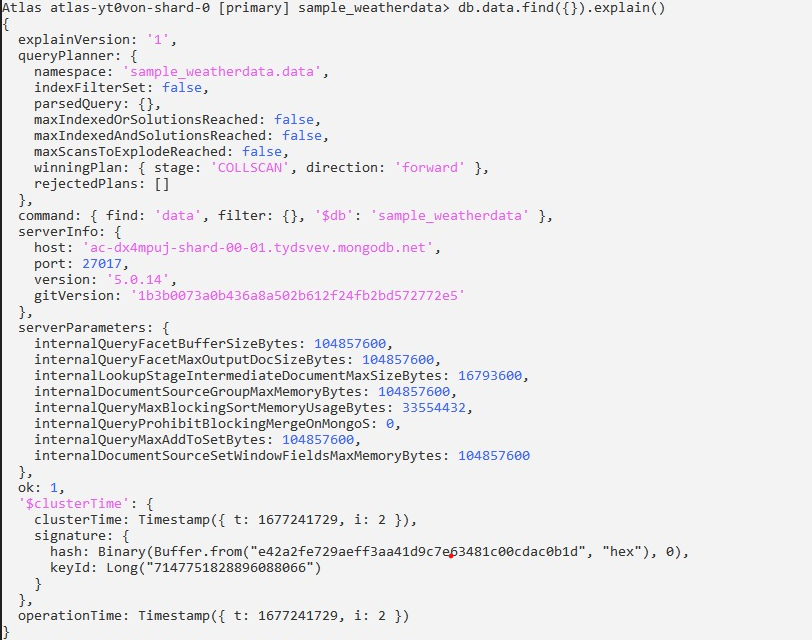 Atlas atlas-yt0von-shard-0 [primary] sample_weatherdata> db.data.find({}).explain()
{
  explainVersion: '1',
  queryPlanner: {
    namespace: 'sample_weatherdata.data',
    indexFilterSet: false,
    parsedQuery: {},
    maxIndexedOrSolutionsReached: false,
    maxIndexedAndSolutionsReached: false,
    maxScansToExplodeReached: false,
    winningPlan: { stage: 'COLLSCAN', direction: 'forward' },
    rejectedPlans: []
  },
  command: { find: 'data', filter: {}, '$db': 'sample_weatherdata' },
  serverInfo: {
    host: 'ac-dx4mpuj-shard-00-01.tydsvev.mongodb.net',
    port: 27017,
    version: '5.0.14',
    gitVersion: '1b3b0073a0b436a8a502b612f24fb2bd572772e5'
  },
  serverParameters: {
    internalQueryFacetBufferSizeBytes: 104857600,
    internalQueryFacetMaxOutputDocSizeBytes: 104857600,
    internalLookupStageIntermediateDocumentMaxSizeBytes: 16793600,
    internalDocumentSourceGroupMaxMemoryBytes: 104857600,
    internalQueryMaxBlockingSortMemoryUsageBytes: 33554432,
    internalQueryProhibitBlockingMergeOnMongoS: 0,
    internalQueryMaxAddToSetBytes: 104857600,
    internalDocumentSourceSetWindowFieldsMaxMemoryBytes: 104857600
  },
  ok: 1,
  '$clusterTime': {
    clusterTime: Timestamp({ t: 1677241729, i: 2 }),
    signature: {
      hash: Binary(Buffer.from("e42a2fe729aeff3aa41d9c7e63481c00cdac0b1d", "hex"), 0),
      keyId: Long("7147751828896088066")
    }
  },
  operationTime: Timestamp({ t: 1677241729, i: 2 })
}